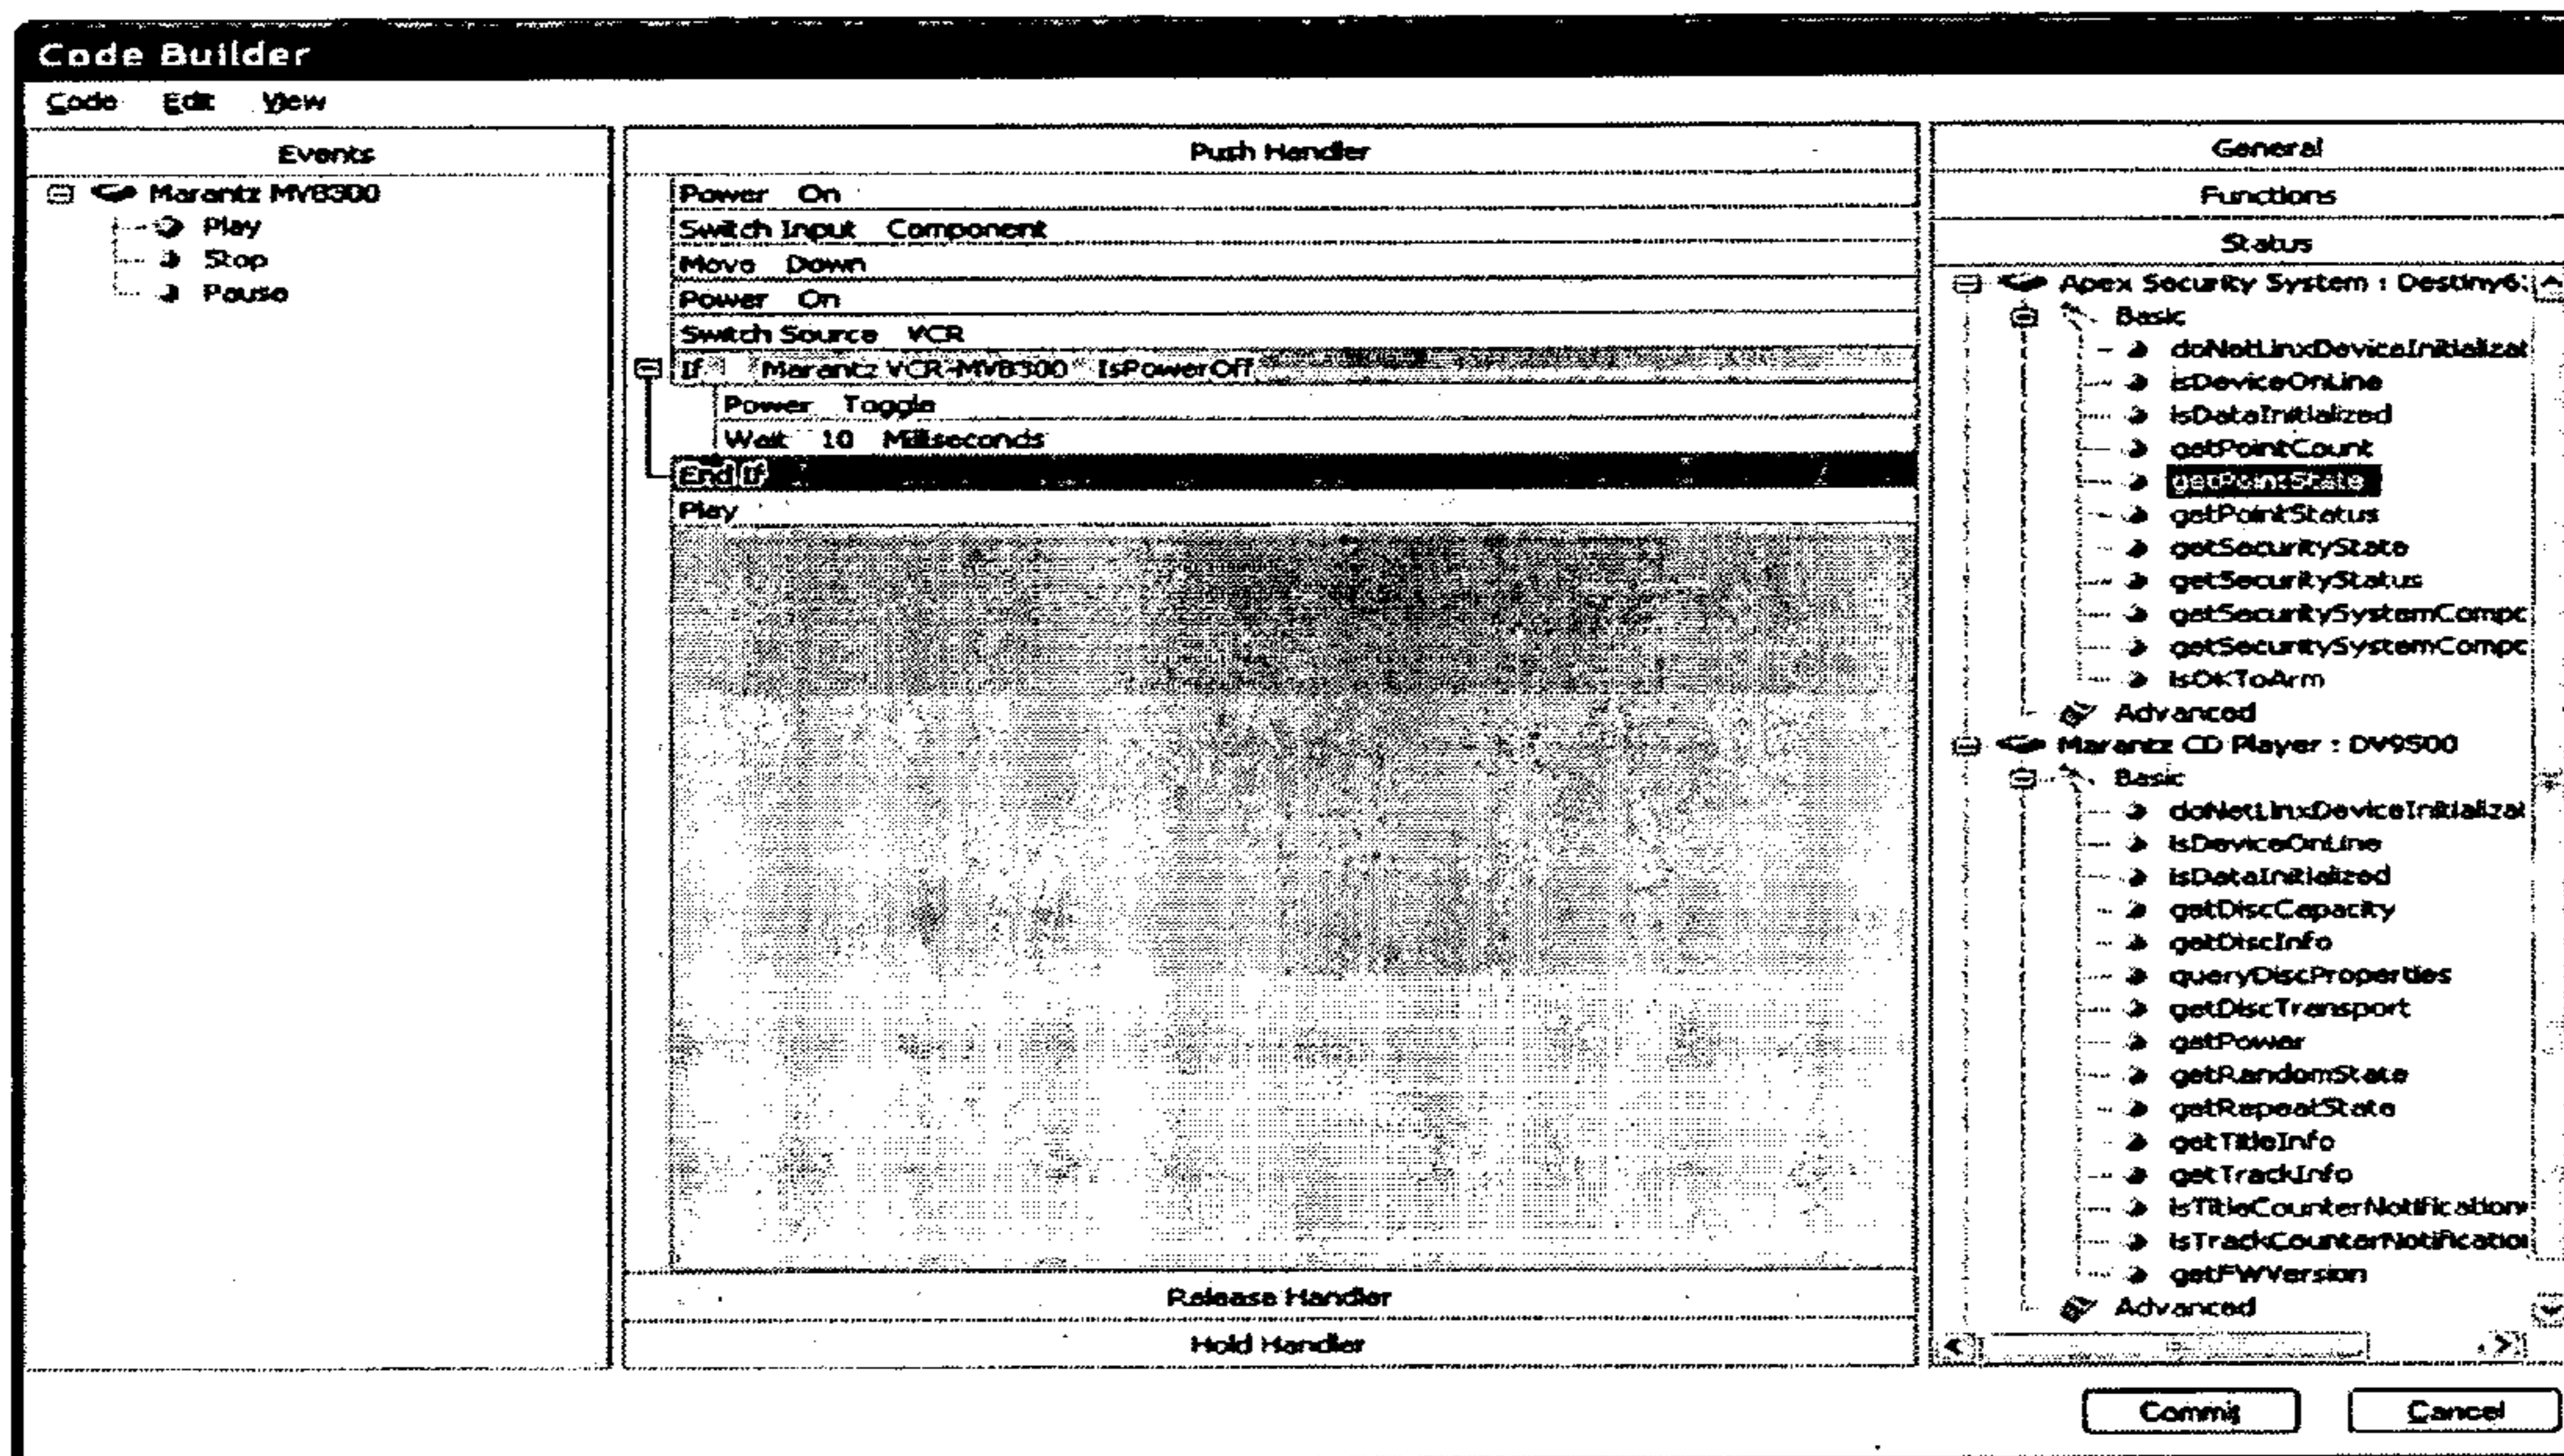 Code Builder
Code Edit View
Events
Marantz MV8300
Play
Stop
Pause
Push Handler
Power On
Switch Input Component
Move Down
Power On
Switch Source VCR
If "Marantz VCR-MV8300" IsPowerOff
Power Toggle
Wait 10 Milliseconds
End If
Play
Release Handler
Hold Handler
General
Functions
Status
Apex Security System : Destiny6
Basic
doNetLinxDeviceInitializat
isDeviceOnLine
isDataInitialized
getPointCount
getPointState
getPointStatus
getSecurityState
getSecurityStatus
getSecuritySystemCompc
getSecuritySystemCompc
isOKToArm
Advanced
Marantz CD Player : DV9500
Basic
doNetLinxDeviceInitializat
isDeviceOnLine
isDataInitialized
getDiscCapacity
getDiscInfo
queryDiscProperties
getDiscTransport
getPower
getRandomState
getRepeatState
getTitleInfo
getTrackInfo
isTitleCounterNotification
isTrackCounterNotification
getFWVersion
Advanced
Commit Cancel